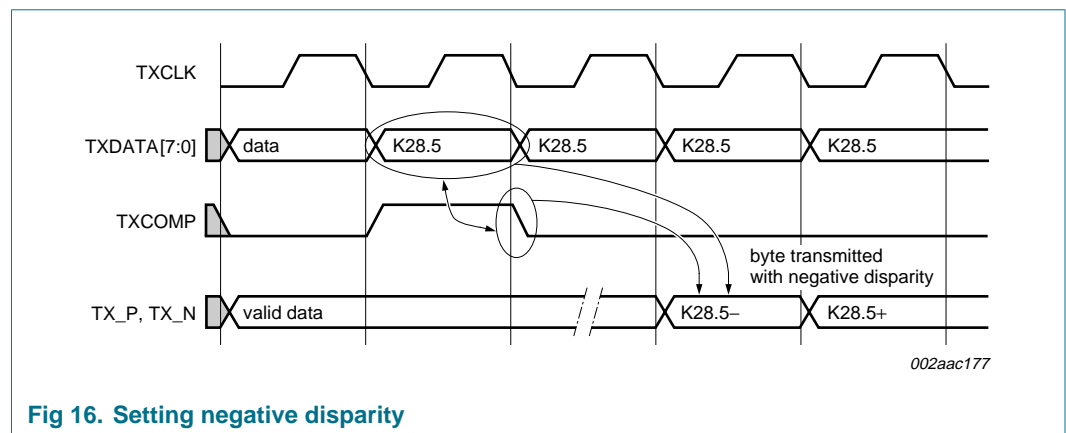 TXCLK
TXDATA[7:0] data K28.5 K28.5 K28.5 K28.5
TXCOMP
byte transmitted
with negative disparity
TX_P, TX_N valid data K28.5− K28.5+
002aac177
Fig 16. Setting negative disparity